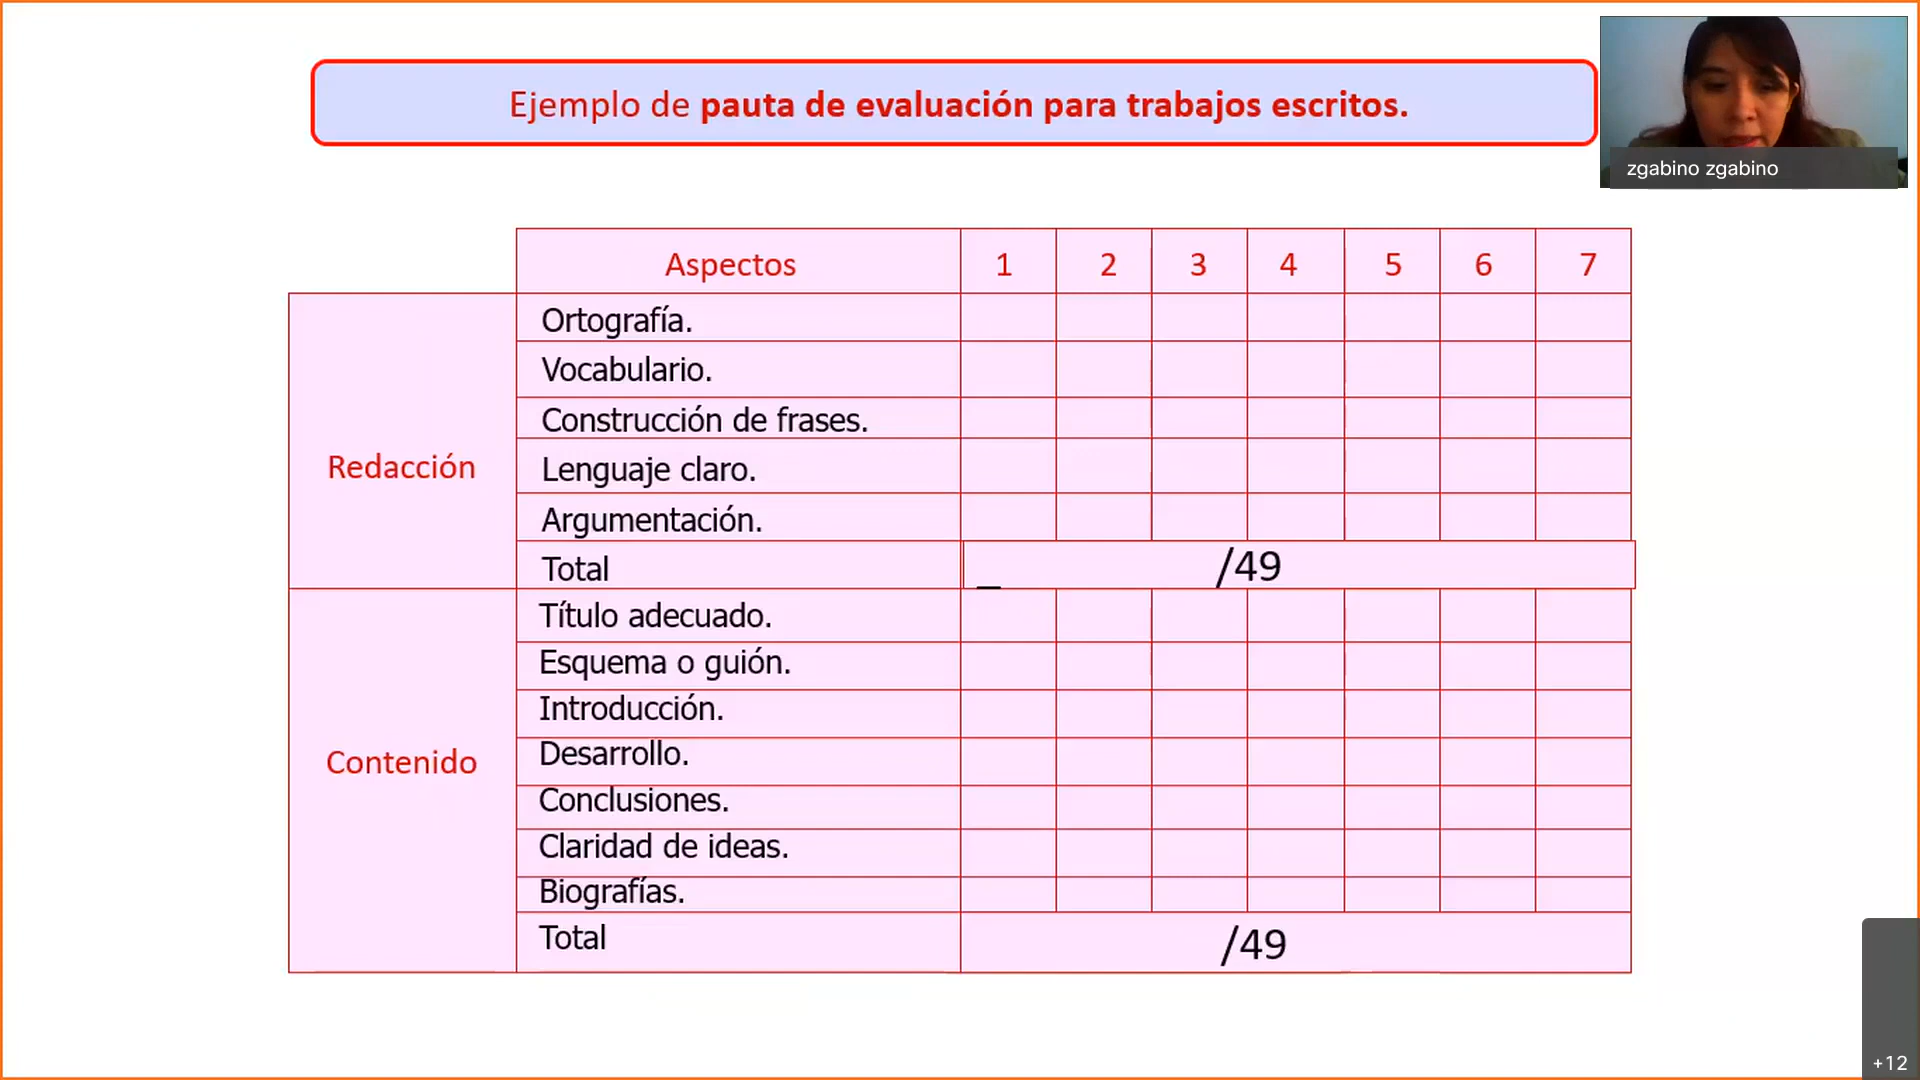 Ejemplo de pauta de evaluación para trabajos escritos.
zgabino zgabino
Aspectos 1 2 3 4 5 6 7
Redacción
Ortografía.
Vocabulario.
Construcción de frases.
Lenguaje claro.
Argumentación.
Total _ /49
Contenido
Título adecuado.
Esquema o guión.
Introducción.
Desarrollo.
Conclusiones.
Claridad de ideas.
Biografías.
Total /49
+12